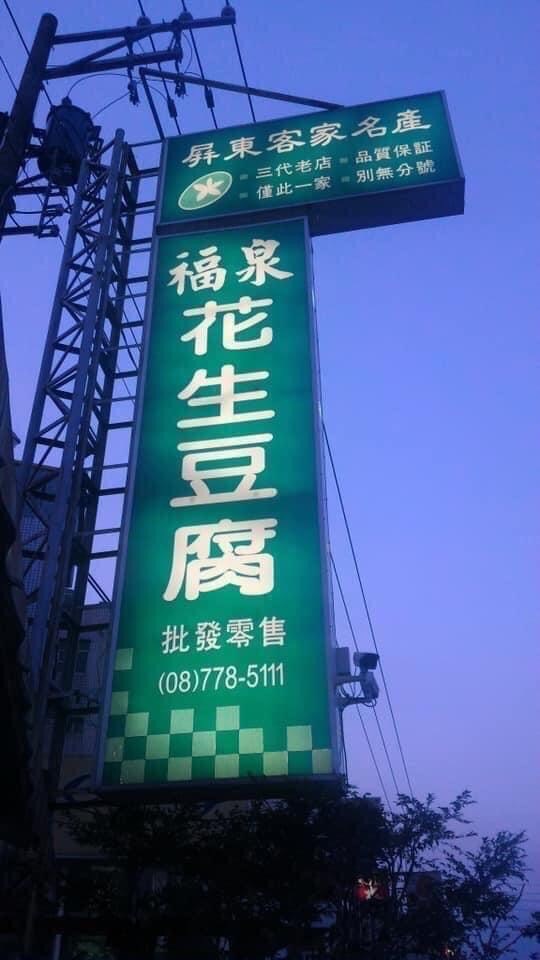 屏東客家名產
三代老店 品質保証
僅此一家 別無分號
福泉
花生豆腐
批發零售
(08)778-5111